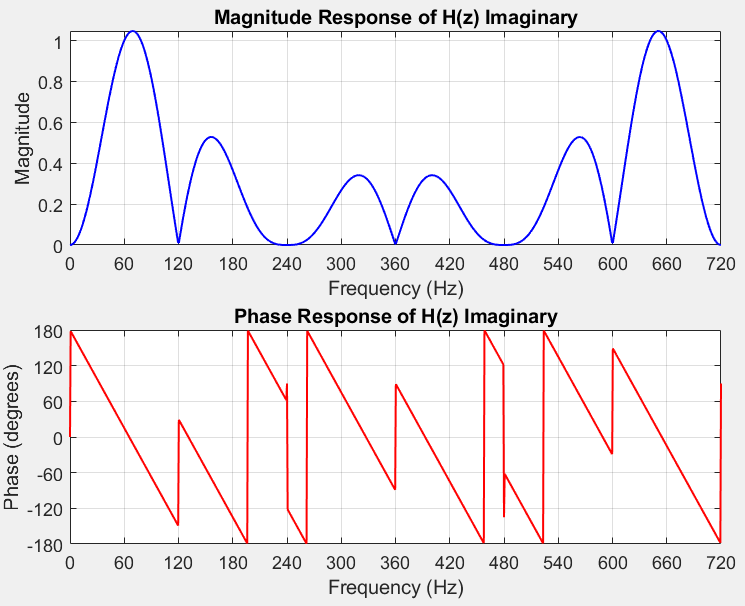 Magnitude Response of H(z) Imaginary
1
0.8
0.6
0.4
0.2
0
Magnitude
0 60 120 180 240 300 360 420 480 540 600 660 720
Frequency (Hz)
Phase Response of H(z) Imaginary
180
120
60
0
-60
-120
-180
Phase (degrees)
0 60 120 180 240 300 360 420 480 540 600 660 720
Frequency (Hz)